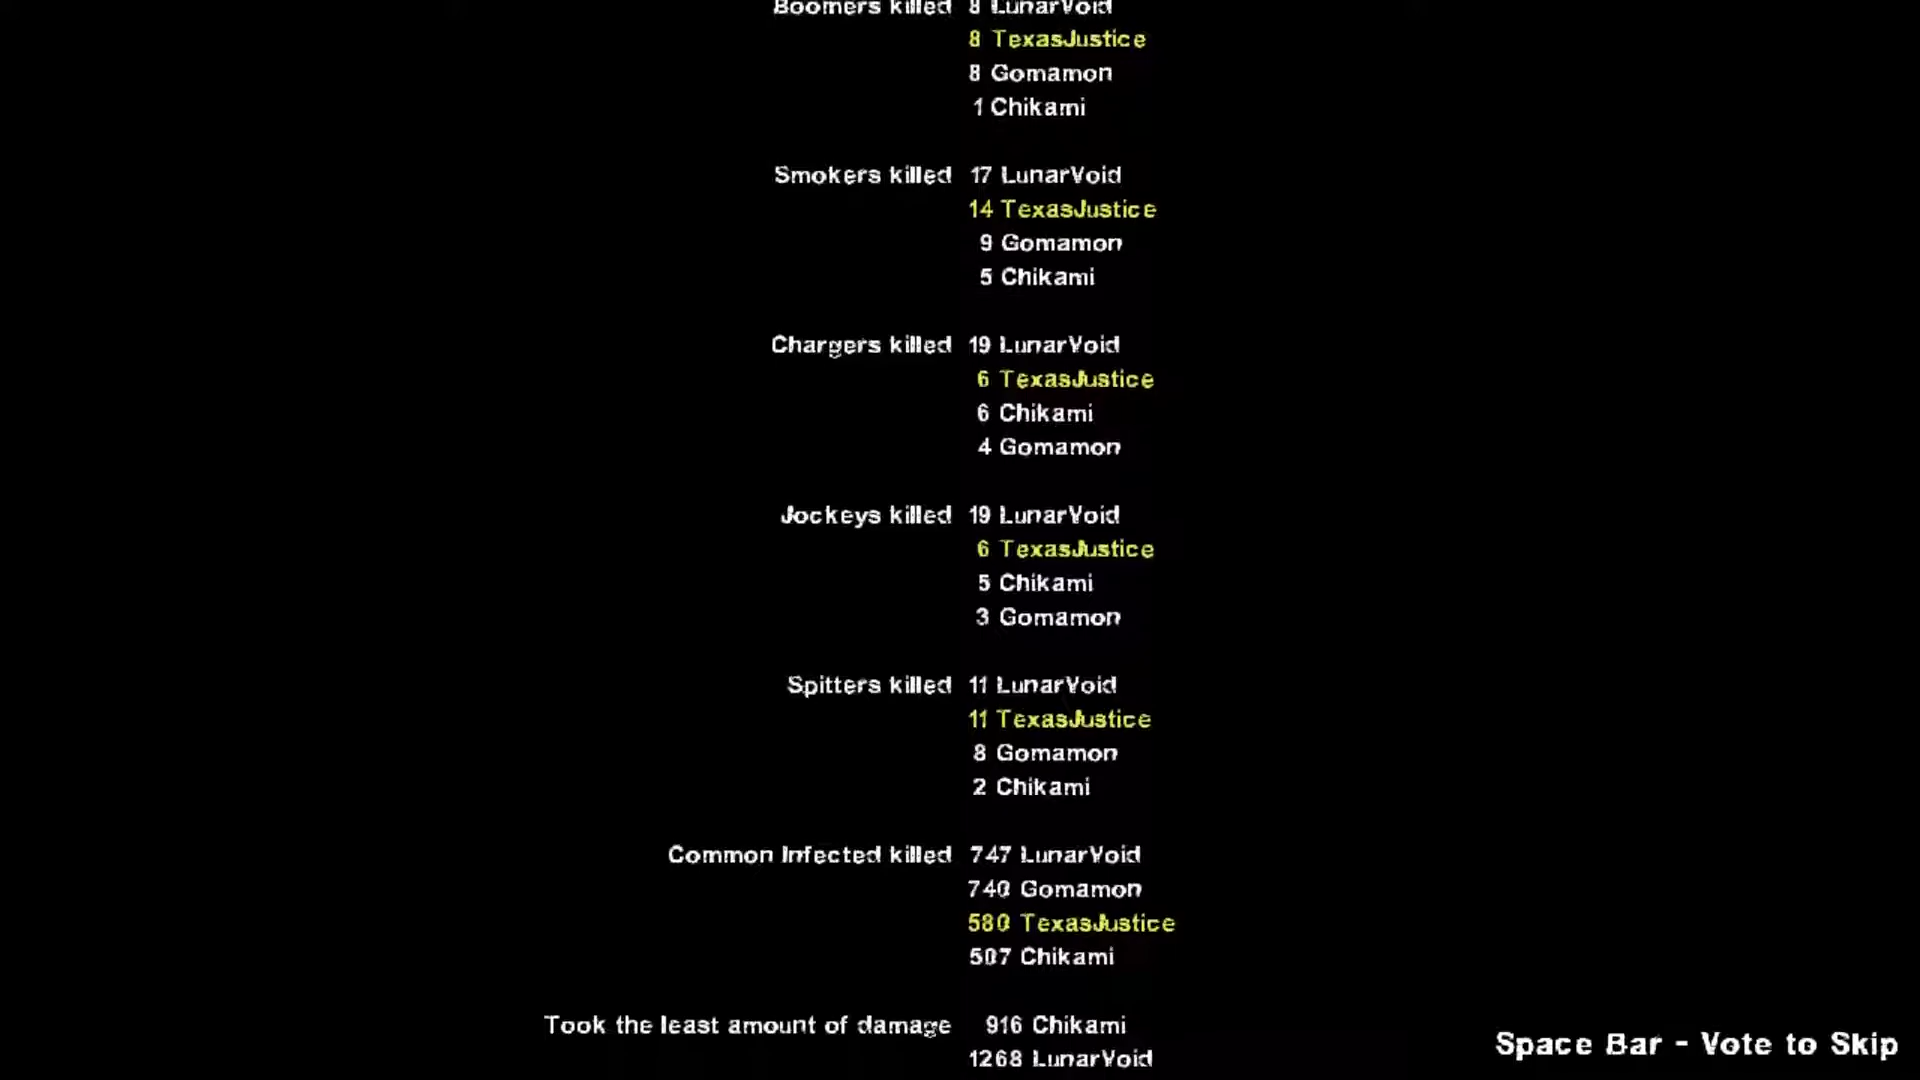 Boomers killed 8 LunarVoid
8 TexasJustice
8 Gomamon
1 Chikami
Smokers killed 17 LunarVoid
14 TexasJustice
9 Gomamon
5 Chikami
Chargers killed 19 LunarVoid
6 TexasJustice
6 Chikami
4 Gomamon
Jockeys killed 19 LunarVoid
6 TexasJustice
5 Chikami
3 Gomamon
Spitters killed 11 LunarVoid
11 TexasJustice
8 Gomamon
2 Chikami
Common Infected killed 747 LunarVoid
740 Gomamon
580 TexasJustice
507 Chikami
Took the least amount of damage 916 Chikami
1268 LunarVoid
Space Bar - Vote to Skip